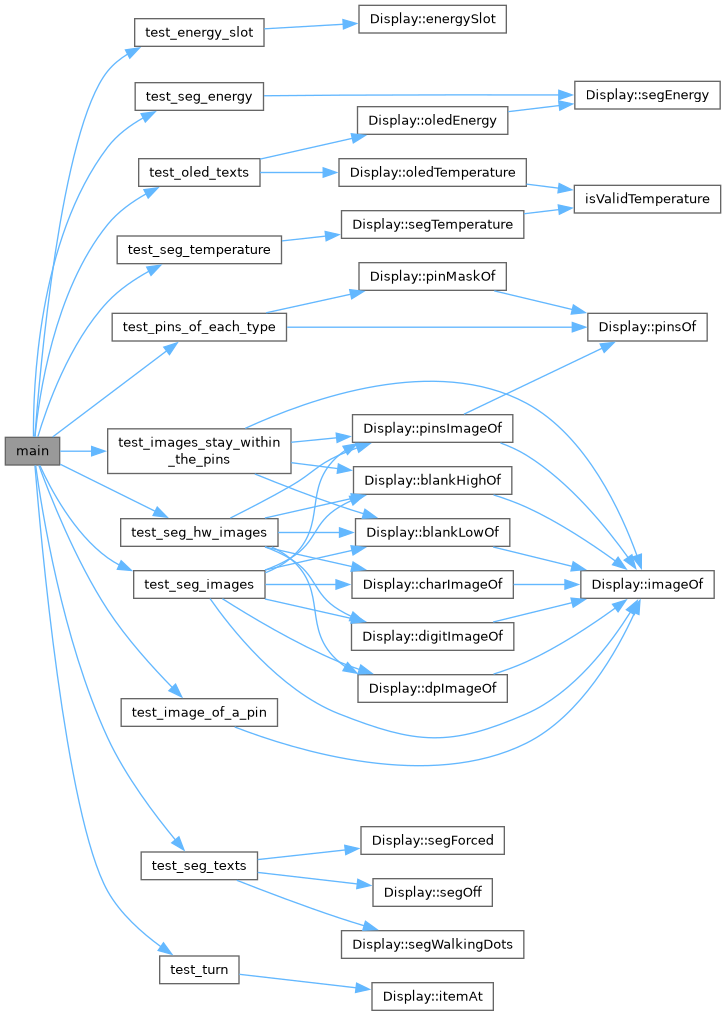 main
test_energy_slot
test_seg_energy
test_oled_texts
test_seg_temperature
test_pins_of_each_type
test_images_stay_within
_the_pins
test_seg_hw_images
test_seg_images
test_image_of_a_pin
test_seg_texts
test_turn
Display::energySlot
Display::oledEnergy
Display::oledTemperature
Display::segTemperature
Display::pinMaskOf
Display::pinsImageOf
Display::blankHighOf
Display::blankLowOf
Display::charImageOf
Display::digitImageOf
Display::dpImageOf
Display::segForced
Display::segOff
Display::segWalkingDots
Display::itemAt
Display::segEnergy
isValidTemperature
Display::pinsOf
Display::imageOf